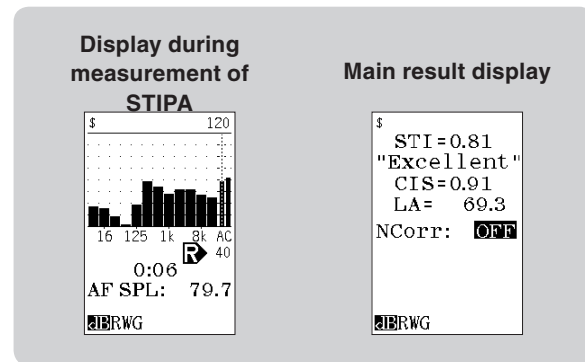 Display during
measurement of
STIPA
$ 120
16 125 1k 8k AC
R 40
0:06
AF SPL: 79.7
dBRWG
Main result display
$
STI=0.81
"Excellent"
CIS=0.91
LA= 69.3
NCorr: OFF
dBRWG